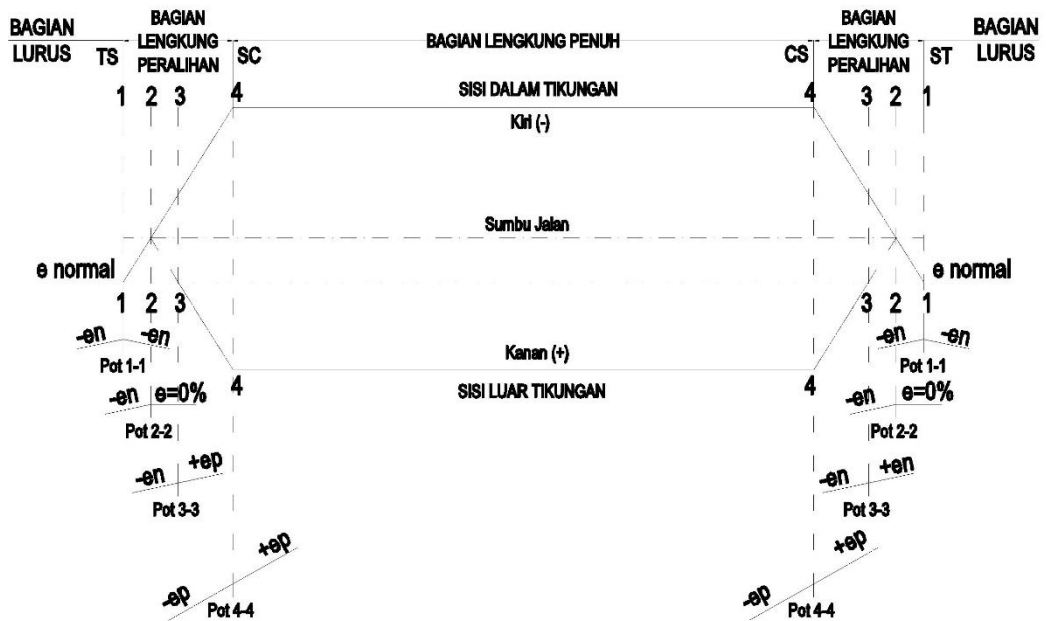 BAGIAN LURUS
TS
BAGIAN LENGKUNG PERALIHAN
SC
BAGIAN LENGKUNG PENUH
CS
BAGIAN LENGKUNG PERALIHAN
ST
BAGIAN LURUS
1 2 3 4
SISI DALAM TIKUNGAN
4 3 2 1
Kiri (-)
Sumbu Jalan
e normal
e normal
1 2 3
3 2 1
-en -en
Pot 1-1
Kanan (+)
-en -en
Pot 1-1
4
SISI LUAR TIKUNGAN
4
-en e=0%
Pot 2-2
-en e=0%
Pot 2-2
-en +ep
Pot 3-3
-en +en
Pot 3-3
-ep +ep
Pot 4-4
-ep +ep
Pot 4-4